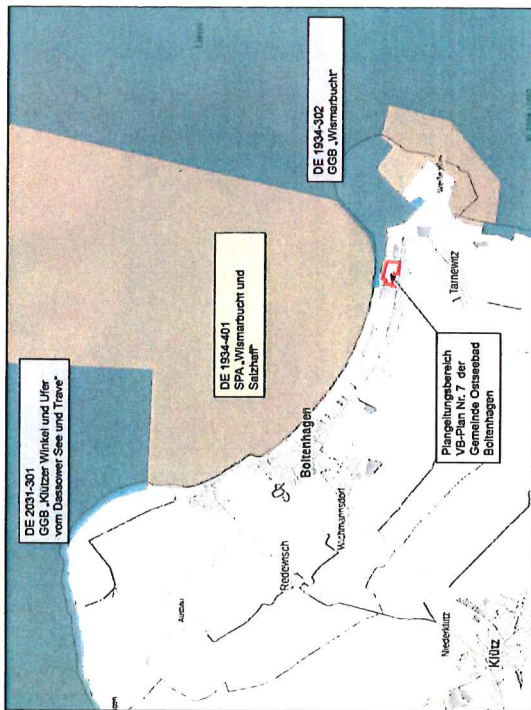 DE 2031-301
GGB „Klützer Winkel und Ufer
vom Dassower See und Trave"
DE 1934-401
SPA „Wismarbucht und
Salzhaff"
DE 1934-302
GGB „Wismarbucht"
Plangeltungsbereich
VB-Plan Nr. 7 der
Gemeinde Ostseebad
Boltenhagen
Boltenhagen
Redewisch
Wichmannsdorf
Tarnewitz
Niederklütz
Klütz